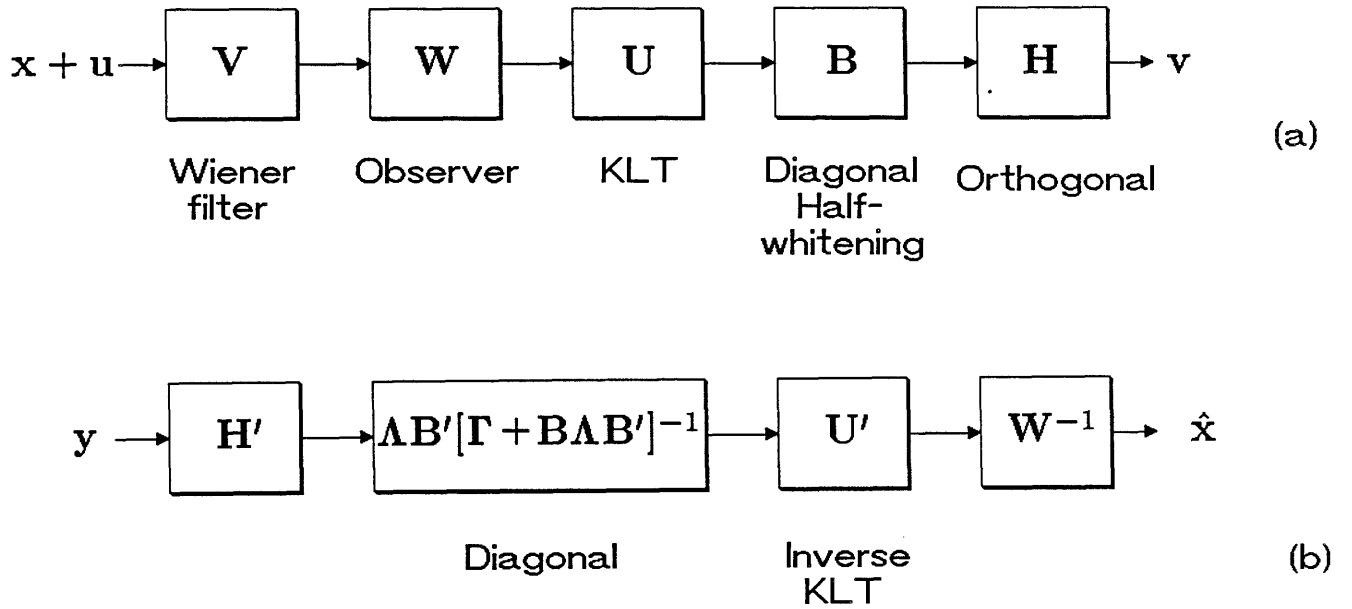 x + u V W U B H v
(a)
Wiener filter Observer KLT Diagonal Half-whitening Orthogonal
y H′ ΛB′[Γ + BΛB′]⁻¹ U′ W⁻¹ x̂
Diagonal Inverse KLT
(b)